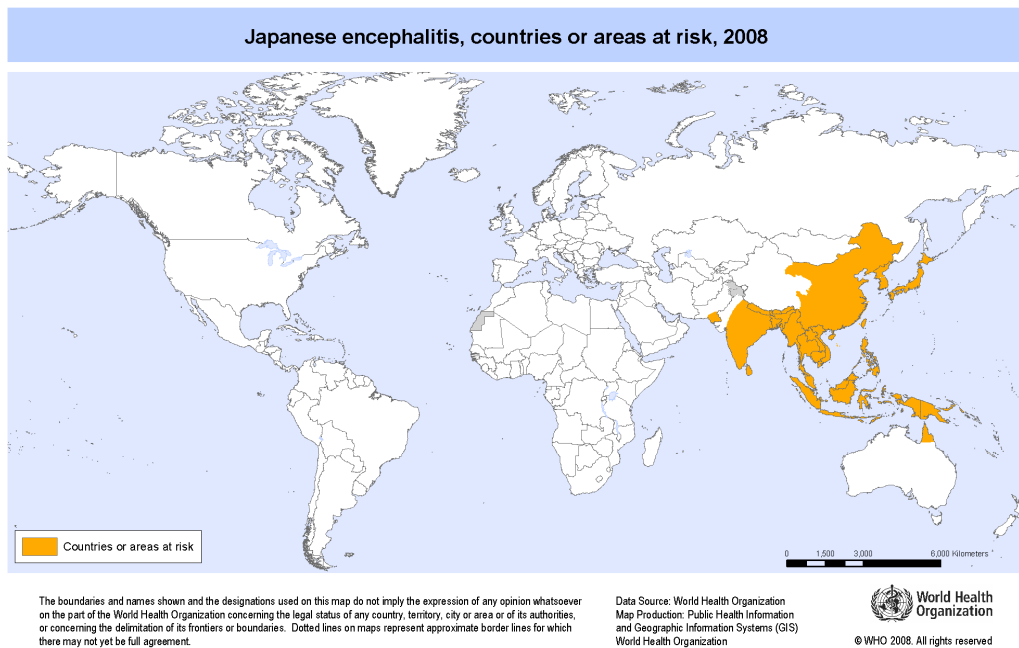 Japanese encephalitis, countries or areas at risk, 2008
Countries or areas at risk
0 1,500 3,000 6,000 Kilometers
The boundaries and names shown and the designations used on this map do not imply the expression of any opinion whatsoever
on the part of the World Health Organization concerning the legal status of any country, territory, city or area or of its authorities,
or concerning the delimitation of its frontiers or boundaries.  Dotted lines on maps represent approximate border lines for which
there may not yet be full agreement.
Data Source: World Health Organization
Map Production: Public Health Information
and Geographic Information Systems (GIS)
World Health Organization
World Health
Organization
© WHO 2008. All rights reserved